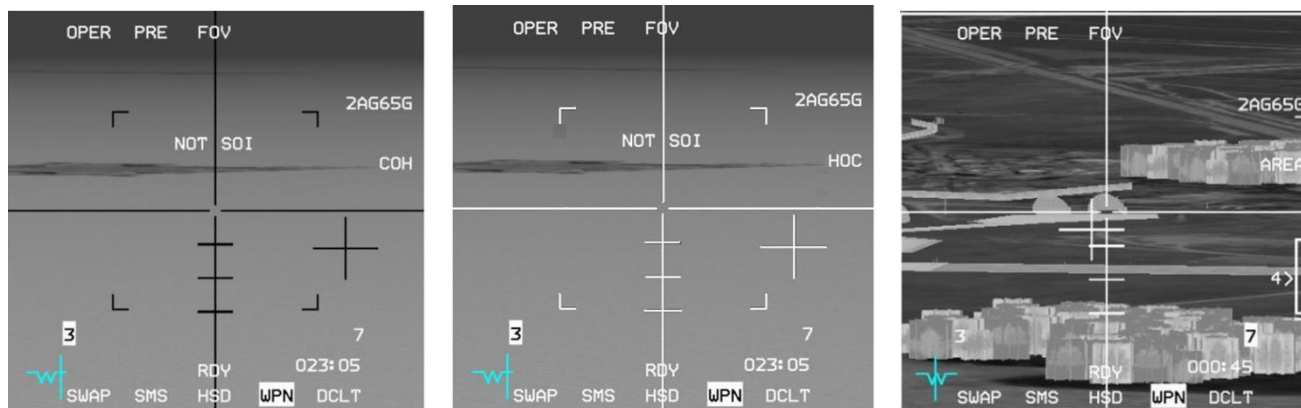 OPER PRE FOV
2AG65G
NOT SOI
COH
3
7
RDY
023:05
SWAP SMS HSD WPN DCLT
OPER PRE FOV
2AG65G
NOT SOI
HOC
3
7
RDY
023:05
SWAP SMS HSD WPN DCLT
OPER PRE FOV
2AG65G
AREA
4>
3
7
RDY
000:45
SWAP SMS HSD WPN DCLT